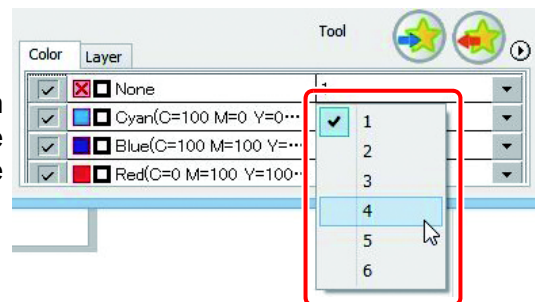 Tool
Color Layer
None 1
Cyan(C=100 M=0 Y=0···
Blue(C=100 M=100 Y=···
Red(C=0 M=100 Y=100···
1
2
3
4
5
6